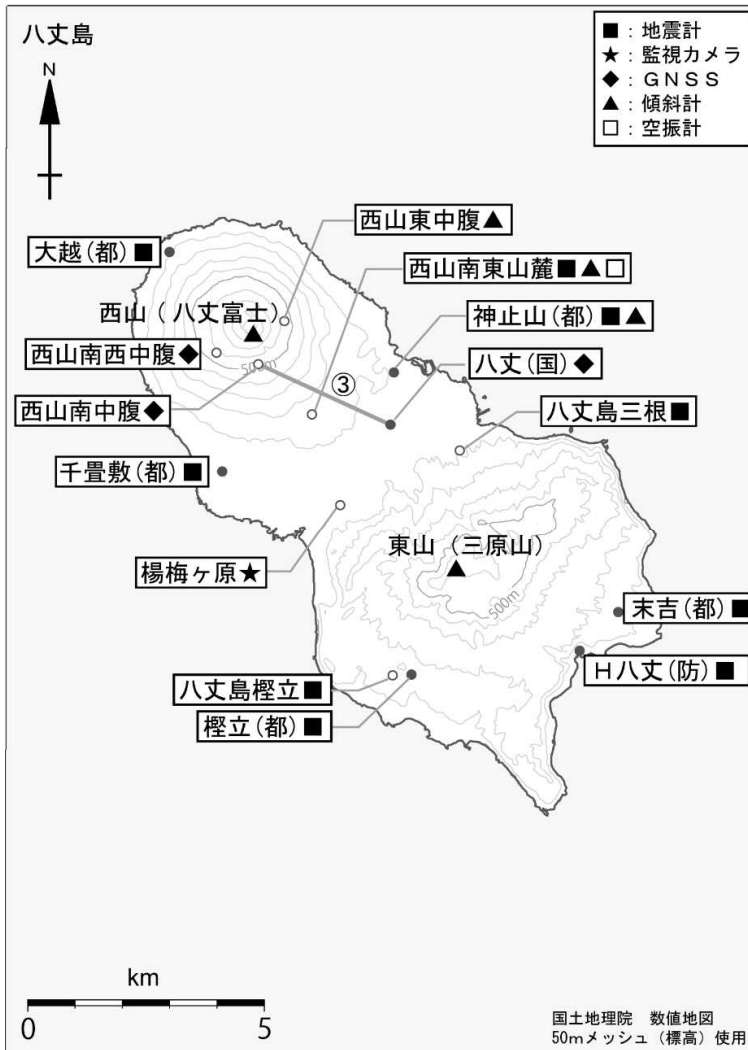 八丈島
N
■：地震計
★：監視カメラ
◆：ＧＮＳＳ
▲：傾斜計
□：空振計
西山東中腹▲
大越(都)■
西山南東山麓■▲□
西山（八丈富士）
神止山(都)■▲
西山南西中腹◆
500m
③
八丈(国)◆
西山南中腹◆
八丈島三根■
千畳敷(都)■
東山（三原山）
楊梅ヶ原★
500m
末吉(都)■
Ｈ八丈(防)■
八丈島樫立■
樫立(都)■
km
0 5
国土地理院　数値地図
50mメッシュ（標高）使用